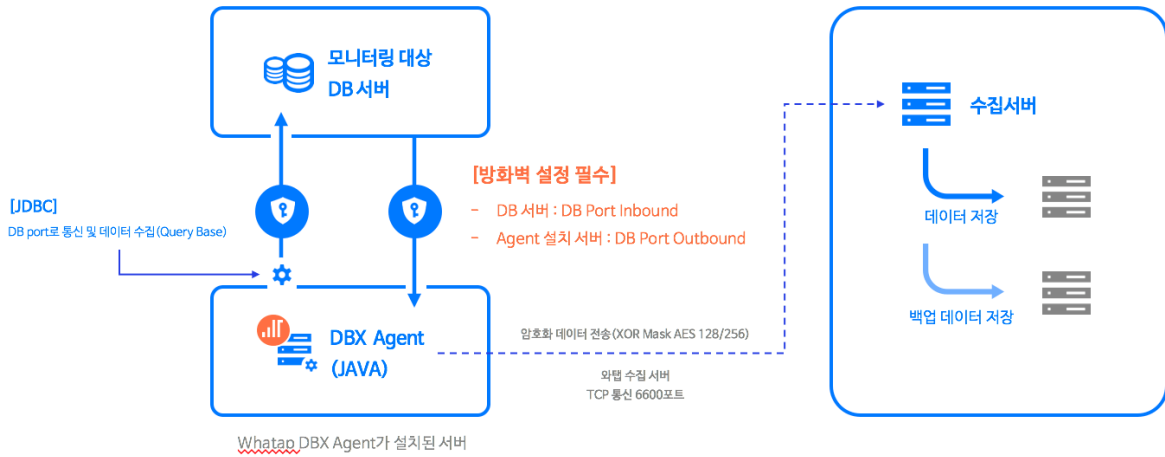 모니터링 대상
DB 서버
수집서버
[방화벽 설정 필수]
- DB 서버 : DB Port Inbound
- Agent 설치 서버 : DB Port Outbound
[JDBC]
DB port로 통신 및 데이터 수집(Query Base)
데이터 저장
백업 데이터 저장
DBX Agent
(JAVA)
암호화 데이터 전송(XOR Mask AES 128/256)
와탭 수집 서버
TCP 통신 6600포트
Whatap DBX Agent가 설치된 서버